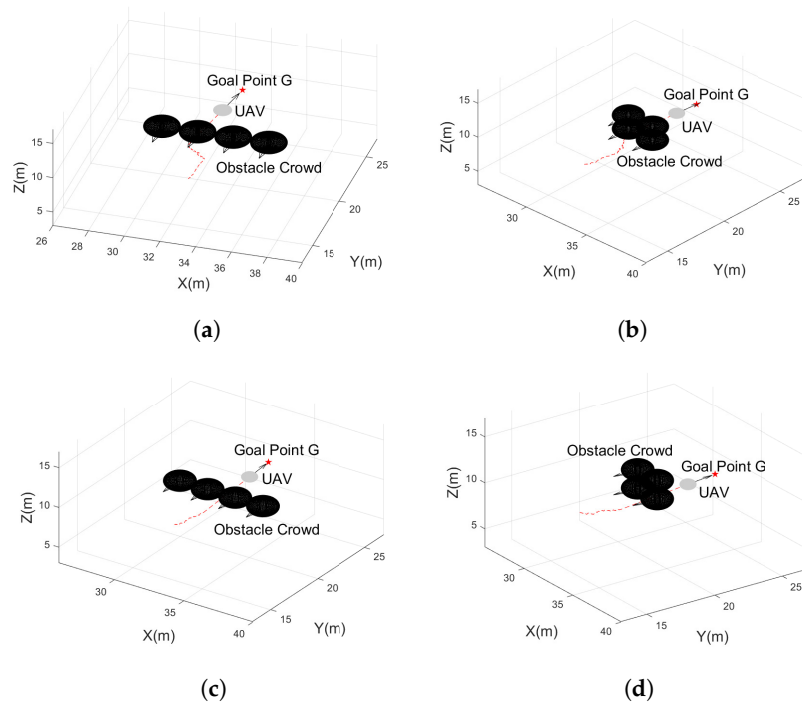 Goal Point G
UAV
Obstacle Crowd
15
10
5
Z(m)
26
28
30
32
34
36
38
40
X(m)
15
20
25
Y(m)
(a)
Goal Point G
UAV
Obstacle Crowd
15
10
5
Z(m)
30
35
40
X(m)
15
20
25
Y(m)
(b)
Goal Point G
UAV
Obstacle Crowd
15
10
5
Z(m)
30
35
40
X(m)
15
20
25
Y(m)
(c)
Obstacle Crowd
Goal Point G
UAV
15
10
5
Z(m)
30
35
40
X(m)
15
20
25
Y(m)
(d)